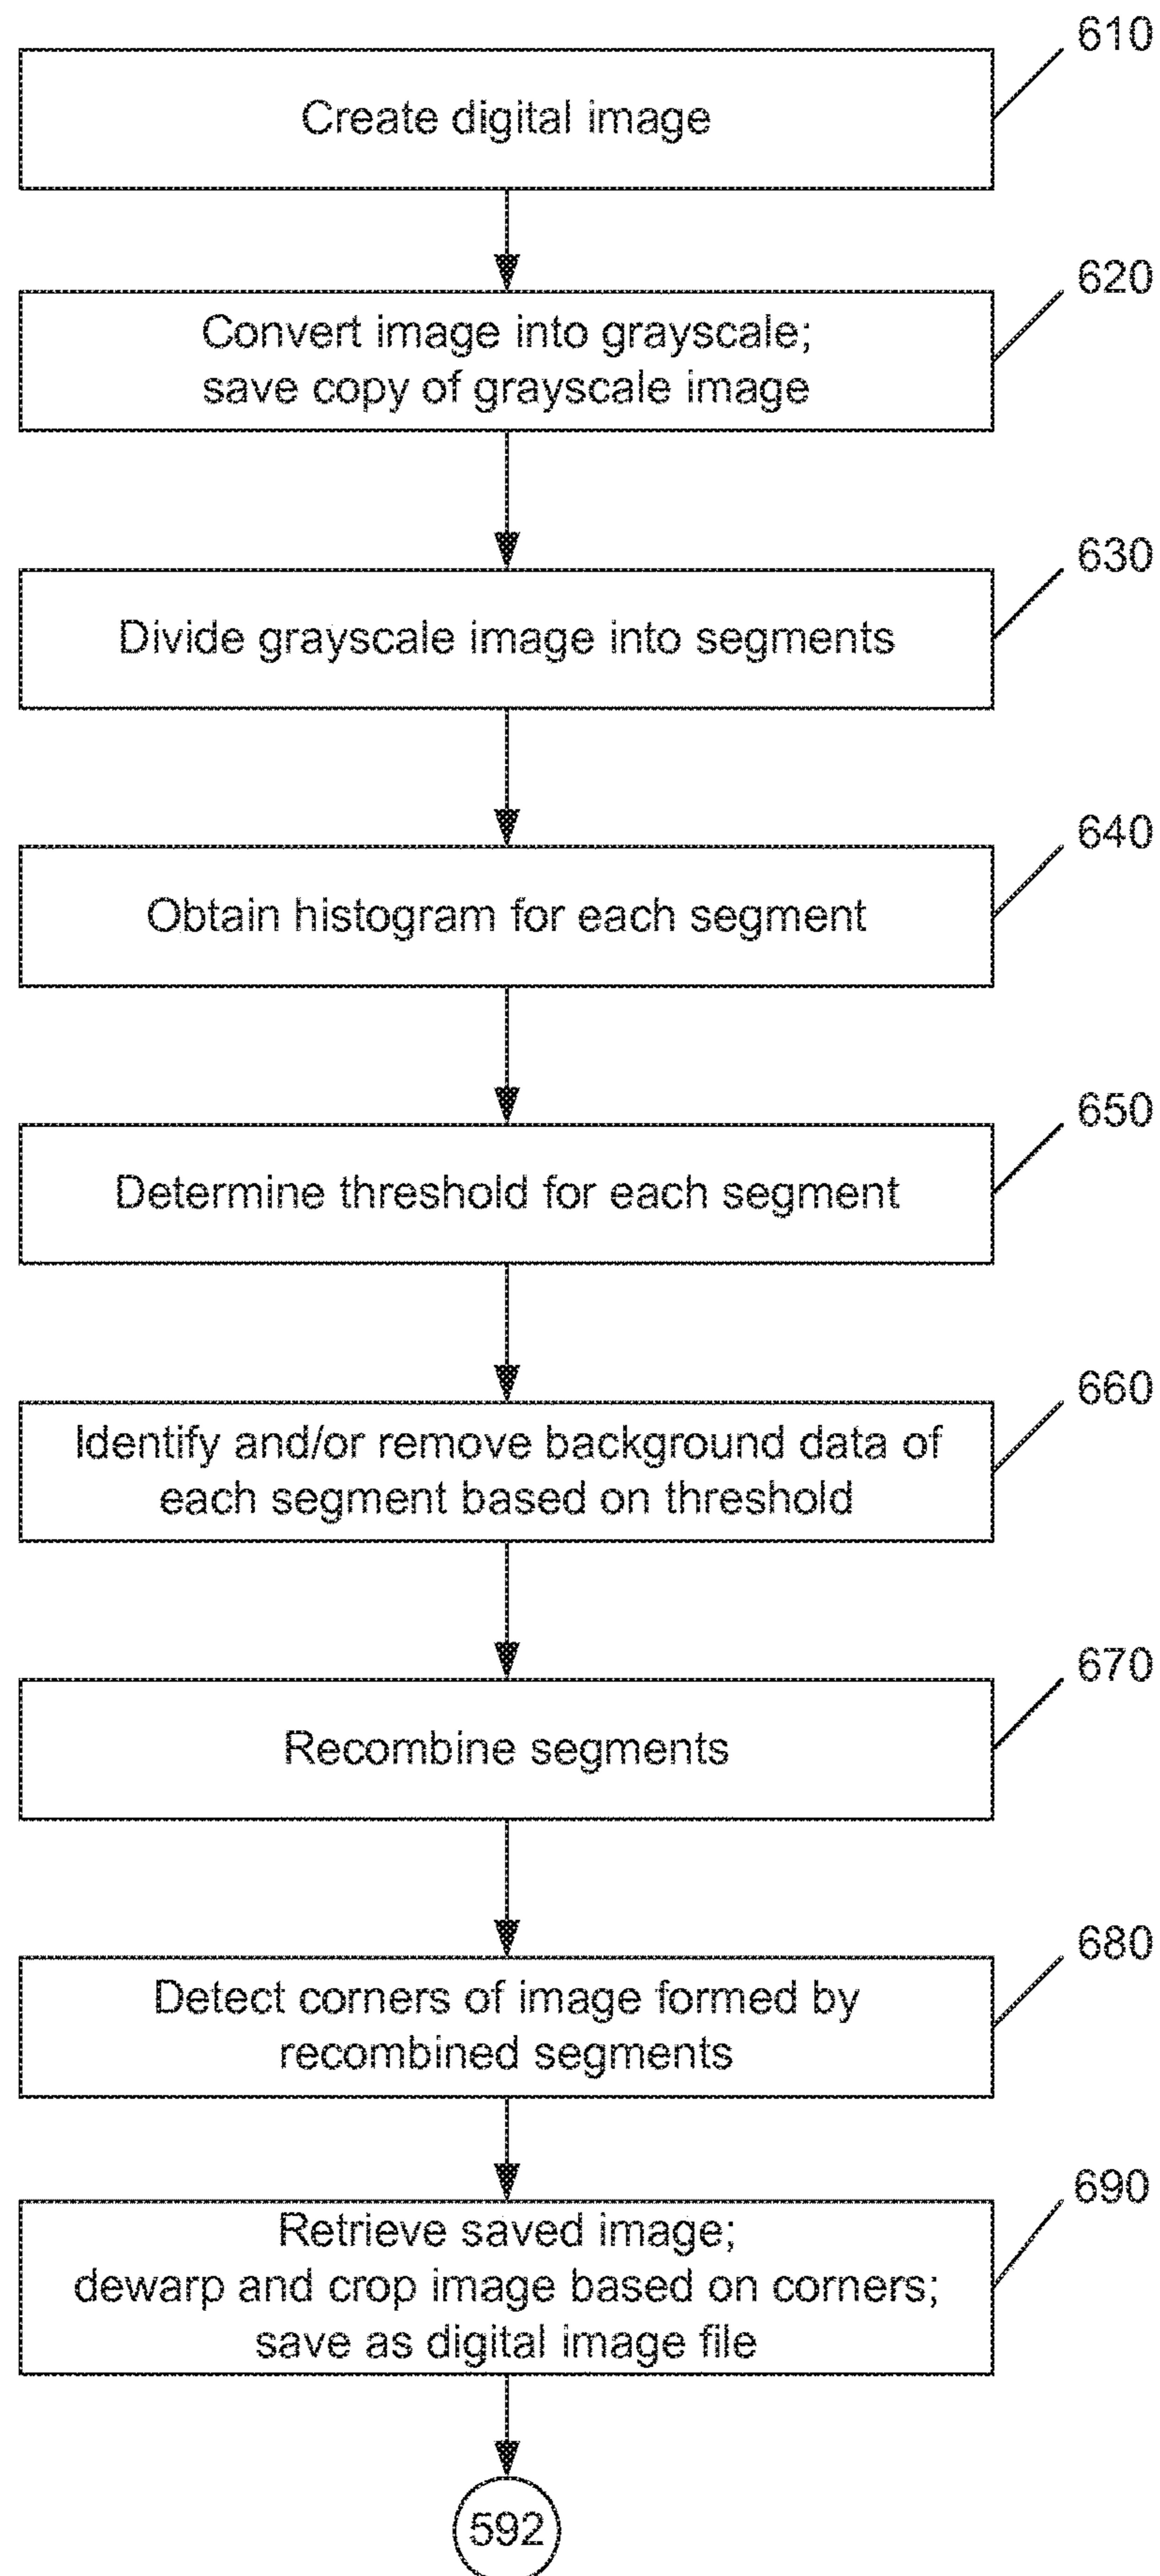 610
Create digital image
620
Convert image into grayscale;
save copy of grayscale image
630
Divide grayscale image into segments
640
Obtain histogram for each segment
650
Determine threshold for each segment
660
Identify and/or remove background data of
each segment based on threshold
670
Recombine segments
680
Detect corners of image formed by
recombined segments
690
Retrieve saved image;
dewarp and crop image based on corners;
save as digital image file
592